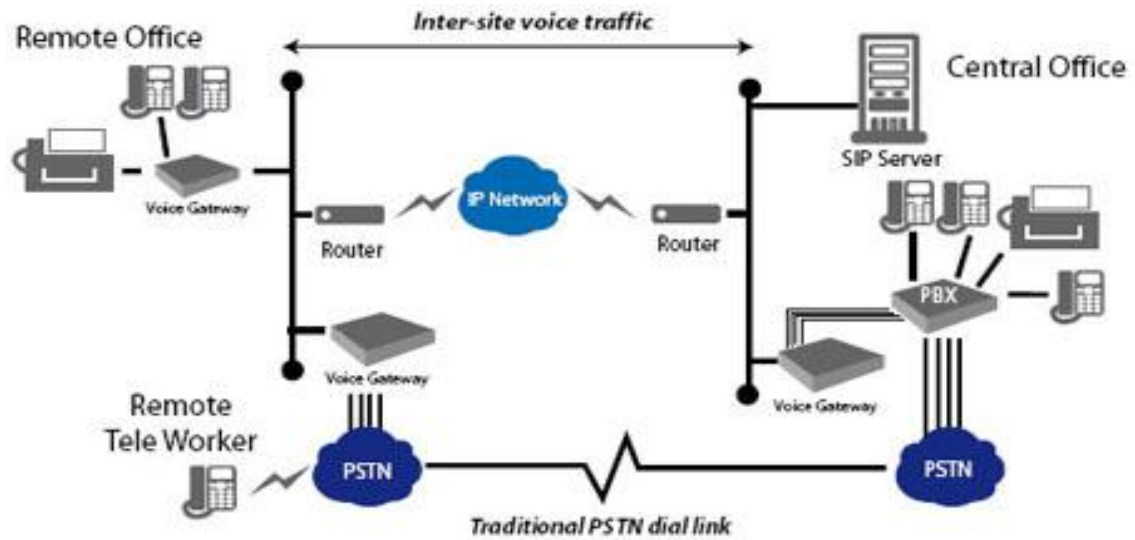 Inter-site voice traffic
Remote Office
Central Office
SIP Server
Voice Gateway
IP Network
Router
Router
PBX
Voice Gateway
Voice Gateway
Remote
Tele Worker
PSTN
PSTN
Traditional PSTN dial link